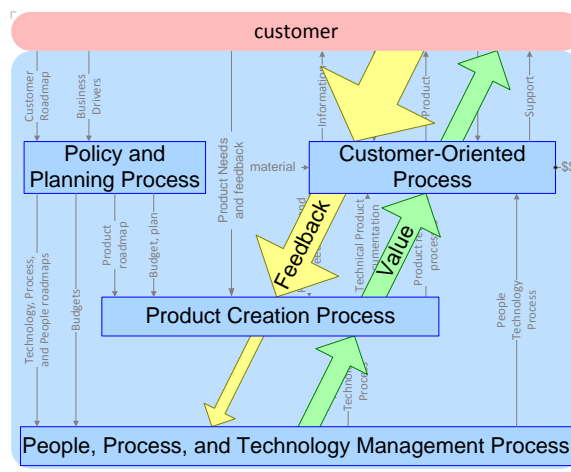 customer
Customer
Roadmap
Business
Drivers
Product Needs
and feedback
Information
Product
Support
Policy and
Planning Process
material
Customer-Oriented
Process
Technology, Process,
and People roadmaps
Budgets
Product
roadmap
Budget, plan
Feedback
Technical Product
Value
People
Technology
Process
Product Creation Process
People, Process, and Technology Management Process